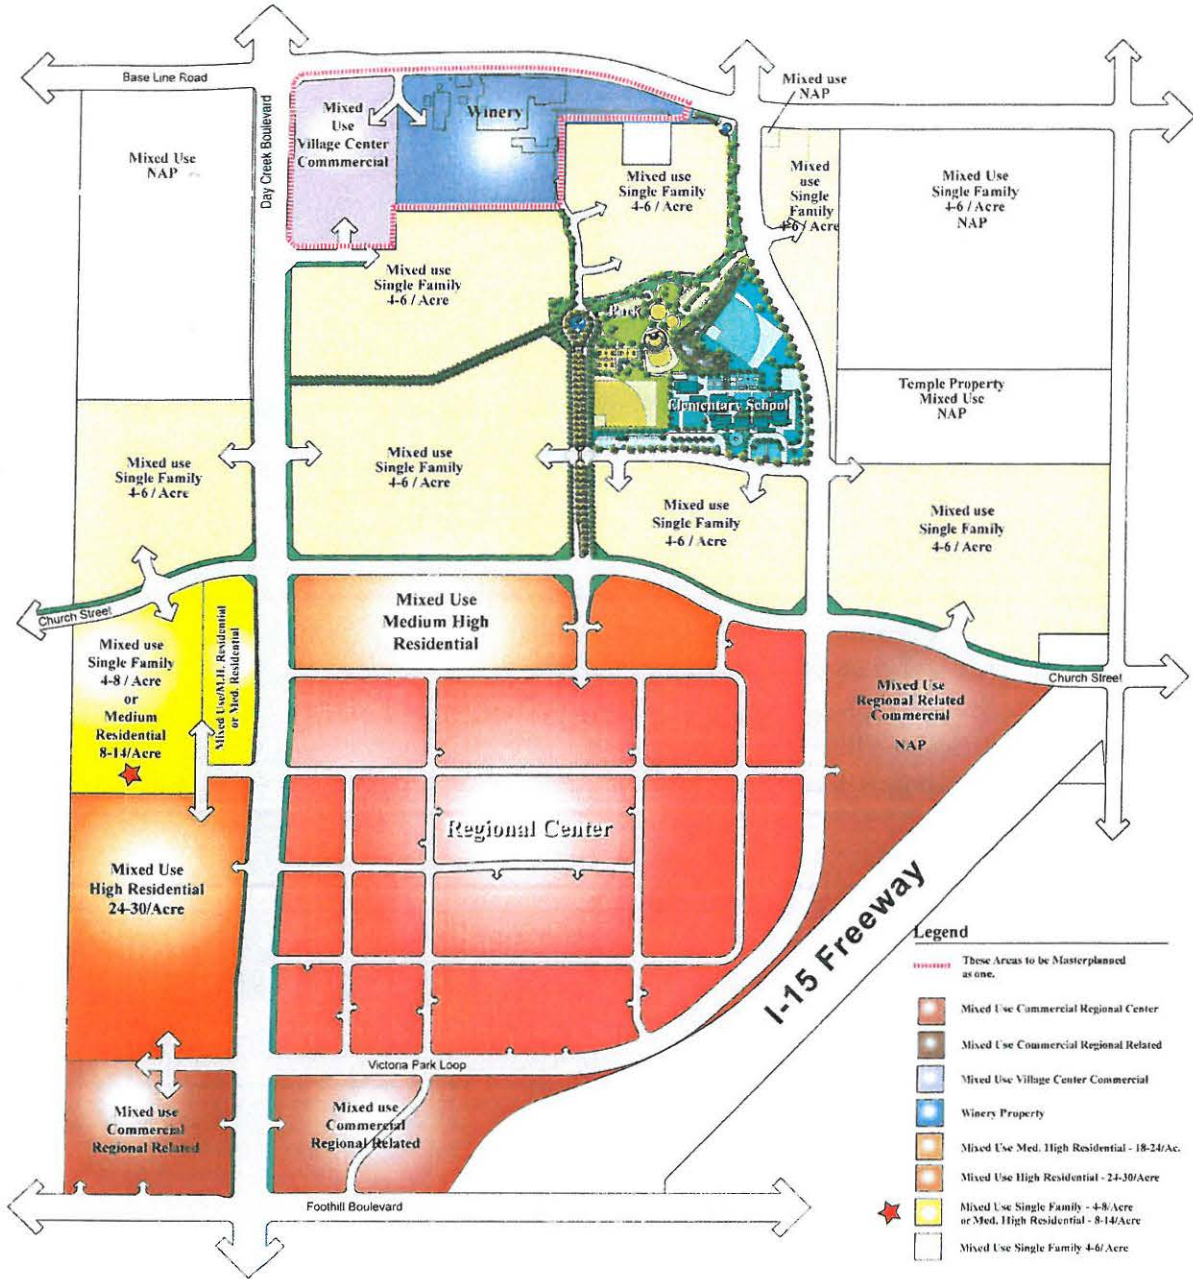 Base Line Road
Day Creek Boulevard
Mixed Use
NAP
Mixed
Use
Village Center
Commmercial
Winery
Mixed use
NAP
Mixed use
Single Family
4-6 / Acre
Mixed
use
Single
Family
4-6/ Acre
Mixed Use
Single Family
4-6 / Acre
NAP
Mixed use
Single Family
4-6 / Acre
Park
Elementary School
Temple Property
Mixed Use
NAP
Mixed use
Single Family
4-6 / Acre
Mixed use
Single Family
4-6 / Acre
Mixed use
Single Family
4-6 / Acre
Mixed use
Single Family
4-6 / Acre
Church Street
Mixed use
Single Family
4-8 / Acre
or
Medium
Residential
8-14/Acre
Mixed Use/M.H. Residential
or Med. Residential
Mixed Use
Medium High
Residential
Church Street
Mixed Use
Regional Related
Commercial
NAP
Regional Center
Mixed Use
High Residential
24-30/Acre
I-15 Freeway
Victoria Park Loop
Mixed use
Commercial
Regional Related
Mixed use
Commercial
Regional Related
Foothill Boulevard
Legend
These Areas to be Masterplanned
as one.
Mixed Use Commercial Regional Center
Mixed Use Commercial Regional Related
Mixed Use Village Center Commercial
Winery Property
Mixed Use Med. High Residential - 18-24/Ac.
Mixed Use High Residential - 24-30/Acre
Mixed Use Single Family - 4-8/Acre
or Med. High Residential - 8-14/Acre
Mixed Use Single Family 4-6/ Acre